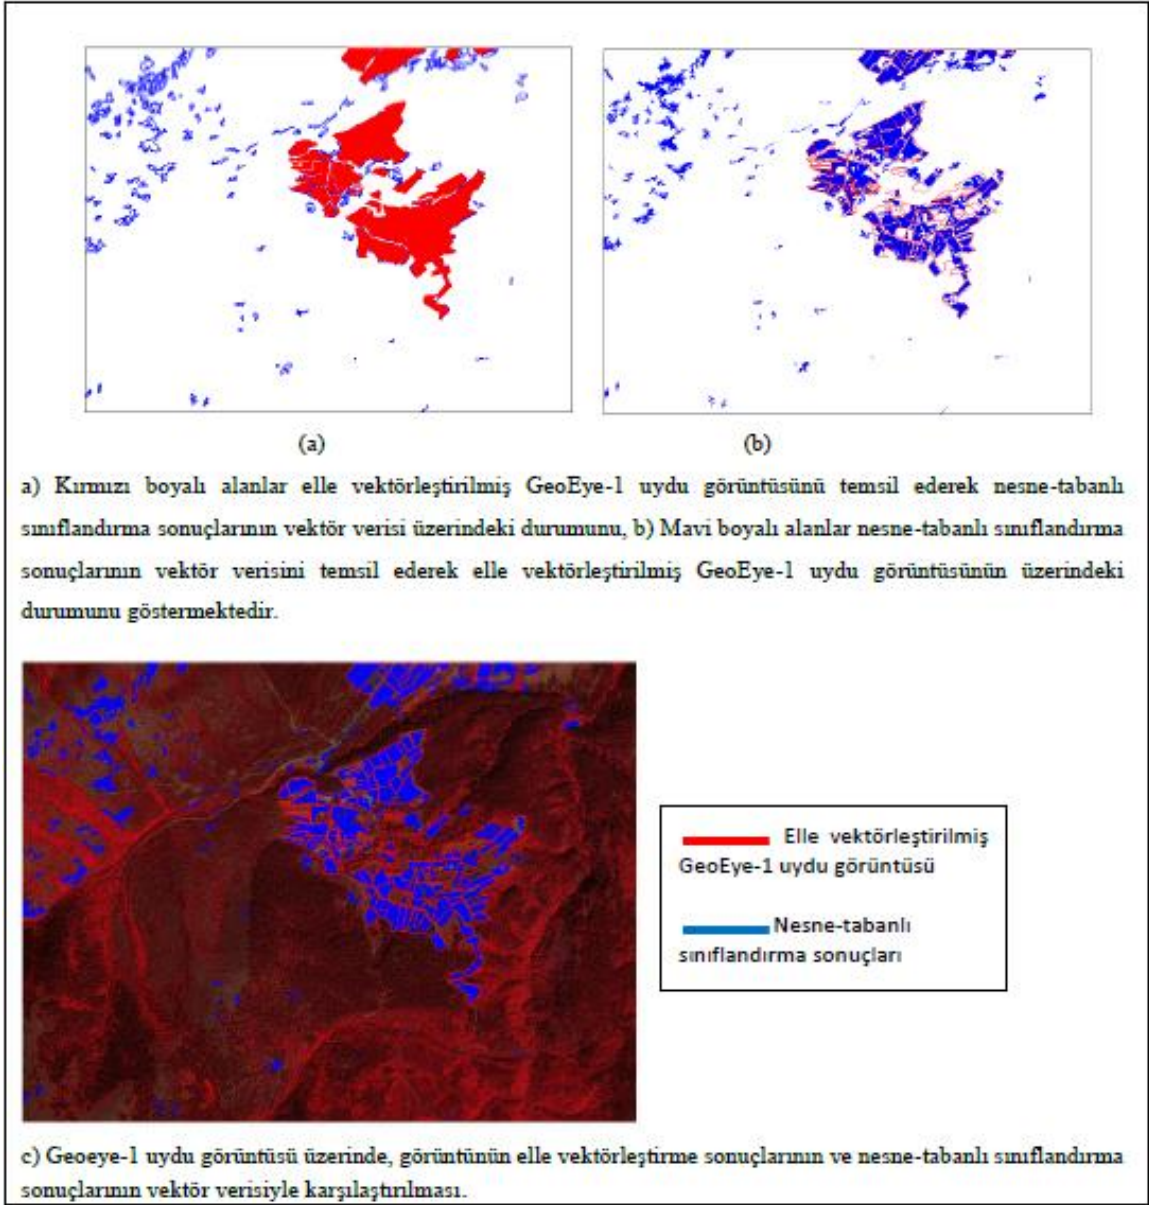 (a)
(b)
a) Kırmızı boyalı alanlar elle vektörleştirilmiş GeoEye-1 uydu görüntüsünü temsil ederek nesne-tabanlı
sınıflandırma sonuçlarının vektör verisi üzerindeki durumunu, b) Mavi boyalı alanlar nesne-tabanlı sınıflandırma
sonuçlarının vektör verisini temsil ederek elle vektörleştirilmiş GeoEye-1 uydu görüntüsünün üzerindeki
durumunu göstermektedir.
Elle vektörleştirilmiş
GeoEye-1 uydu görüntüsü
Nesne-tabanlı
sınıflandırma sonuçları
c) Geoeye-1 uydu görüntüsü üzerinde, görüntünün elle vektörleştirme sonuçlarının ve nesne-tabanlı sınıflandırma
sonuçlarının vektör verisiyle karşılaştırılması.